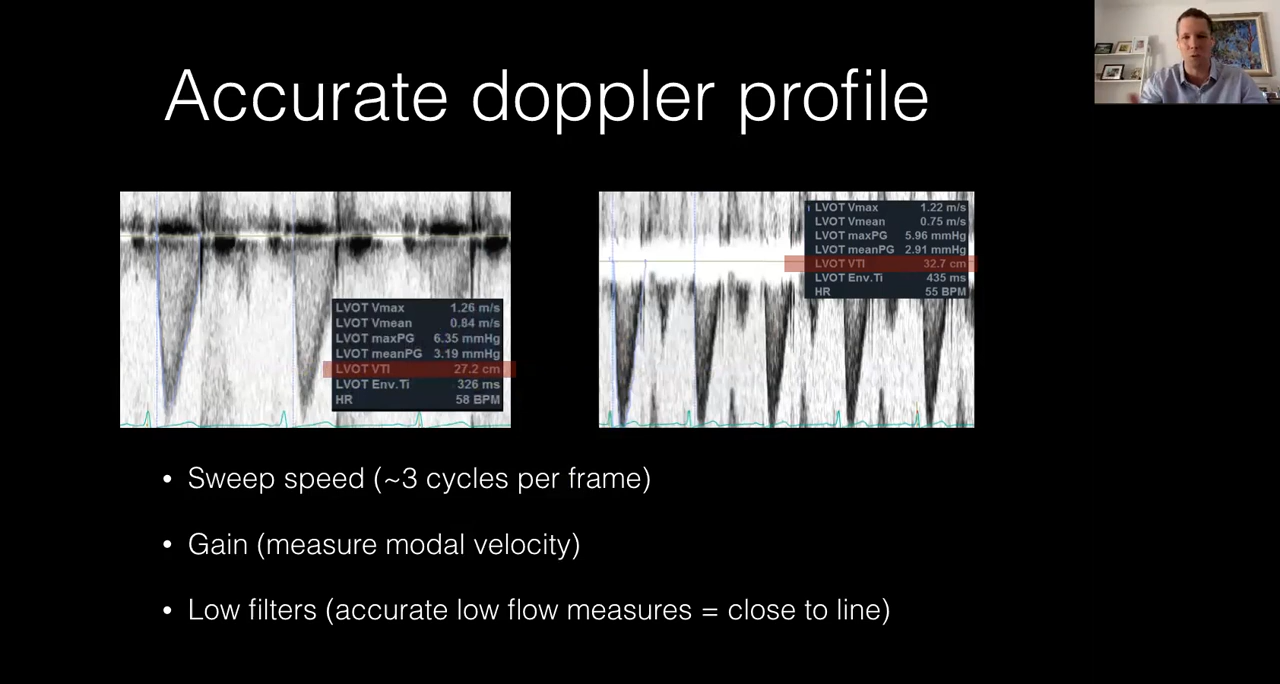 Accurate doppler profile
LVOT Vmax 1.26 m/s
LVOT Vmean 0.84 m/s
LVOT maxPG 6.35 mmHg
LVOT meanPG 3.19 mmHg
LVOT VTI 27.2 cm
LVOT Env.Ti 326 ms
HR 58 BPM
1 LVOT Vmax 1.22 m/s
LVOT Vmean 0.75 m/s
LVOT maxPG 5.96 mmHg
LVOT meanPG 2.91 mmHg
LVOT VTI 32.7 cm
LVOT Env.Ti 435 ms
HR 55 BPM
• Sweep speed (~3 cycles per frame)
• Gain (measure modal velocity)
• Low filters (accurate low flow measures = close to line)